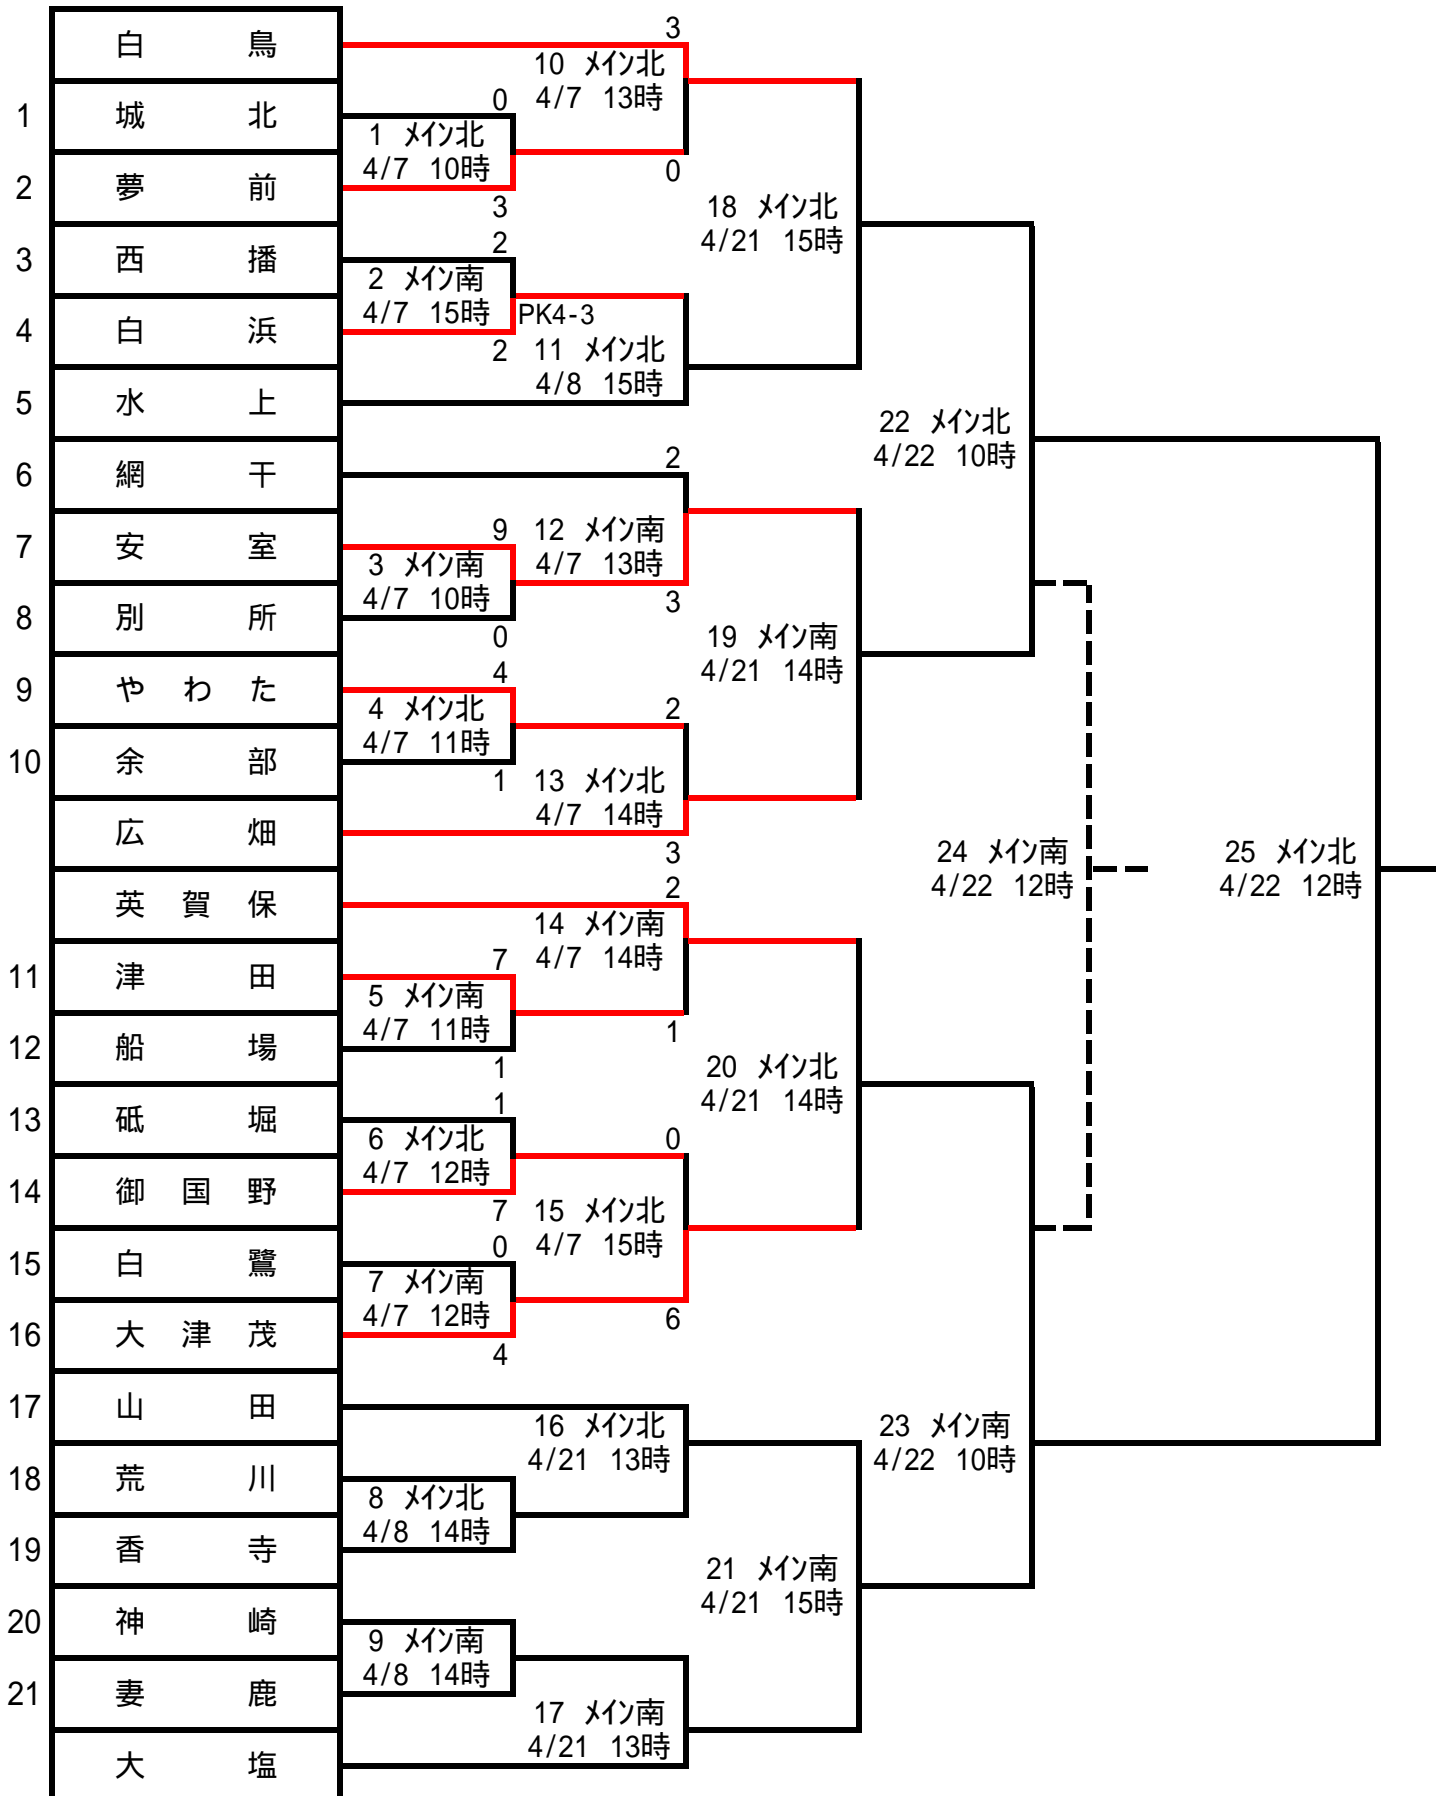 白鳥
3
10 ﾒｲﾝ北
4/7 13時
1 城北
0
1 ﾒｲﾝ北
4/7 10時
2 夢前
3
0
18 ﾒｲﾝ北
4/21 15時
3 西播
2
2 ﾒｲﾝ南
4/7 15時
PK4-3
4 白浜
2
11 ﾒｲﾝ北
4/8 15時
5 水上
22 ﾒｲﾝ北
4/22 10時
6 網干
2
7 安室
9
12 ﾒｲﾝ南
4/7 13時
3 ﾒｲﾝ南
4/7 10時
8 別所
0
3
19 ﾒｲﾝ南
4/21 14時
9 やわた
4
4 ﾒｲﾝ北
4/7 11時
2
10 余部
1
13 ﾒｲﾝ北
4/7 14時
広畑
3
24 ﾒｲﾝ南
4/22 12時
25 ﾒｲﾝ北
4/22 12時
英賀保
2
14 ﾒｲﾝ南
4/7 14時
11 津田
7
5 ﾒｲﾝ南
4/7 11時
12 船場
1
1
20 ﾒｲﾝ北
4/21 14時
13 砥堀
1
6 ﾒｲﾝ北
4/7 12時
0
14 御国野
7
15 ﾒｲﾝ北
4/7 15時
15 白鷺
0
7 ﾒｲﾝ南
4/7 12時
16 大津茂
4
6
17 山田
16 ﾒｲﾝ北
4/21 13時
23 ﾒｲﾝ南
4/22 10時
18 荒川
8 ﾒｲﾝ北
4/8 14時
19 香寺
21 ﾒｲﾝ南
4/21 15時
20 神崎
9 ﾒｲﾝ南
4/8 14時
21 妻鹿
17 ﾒｲﾝ南
4/21 13時
大塩